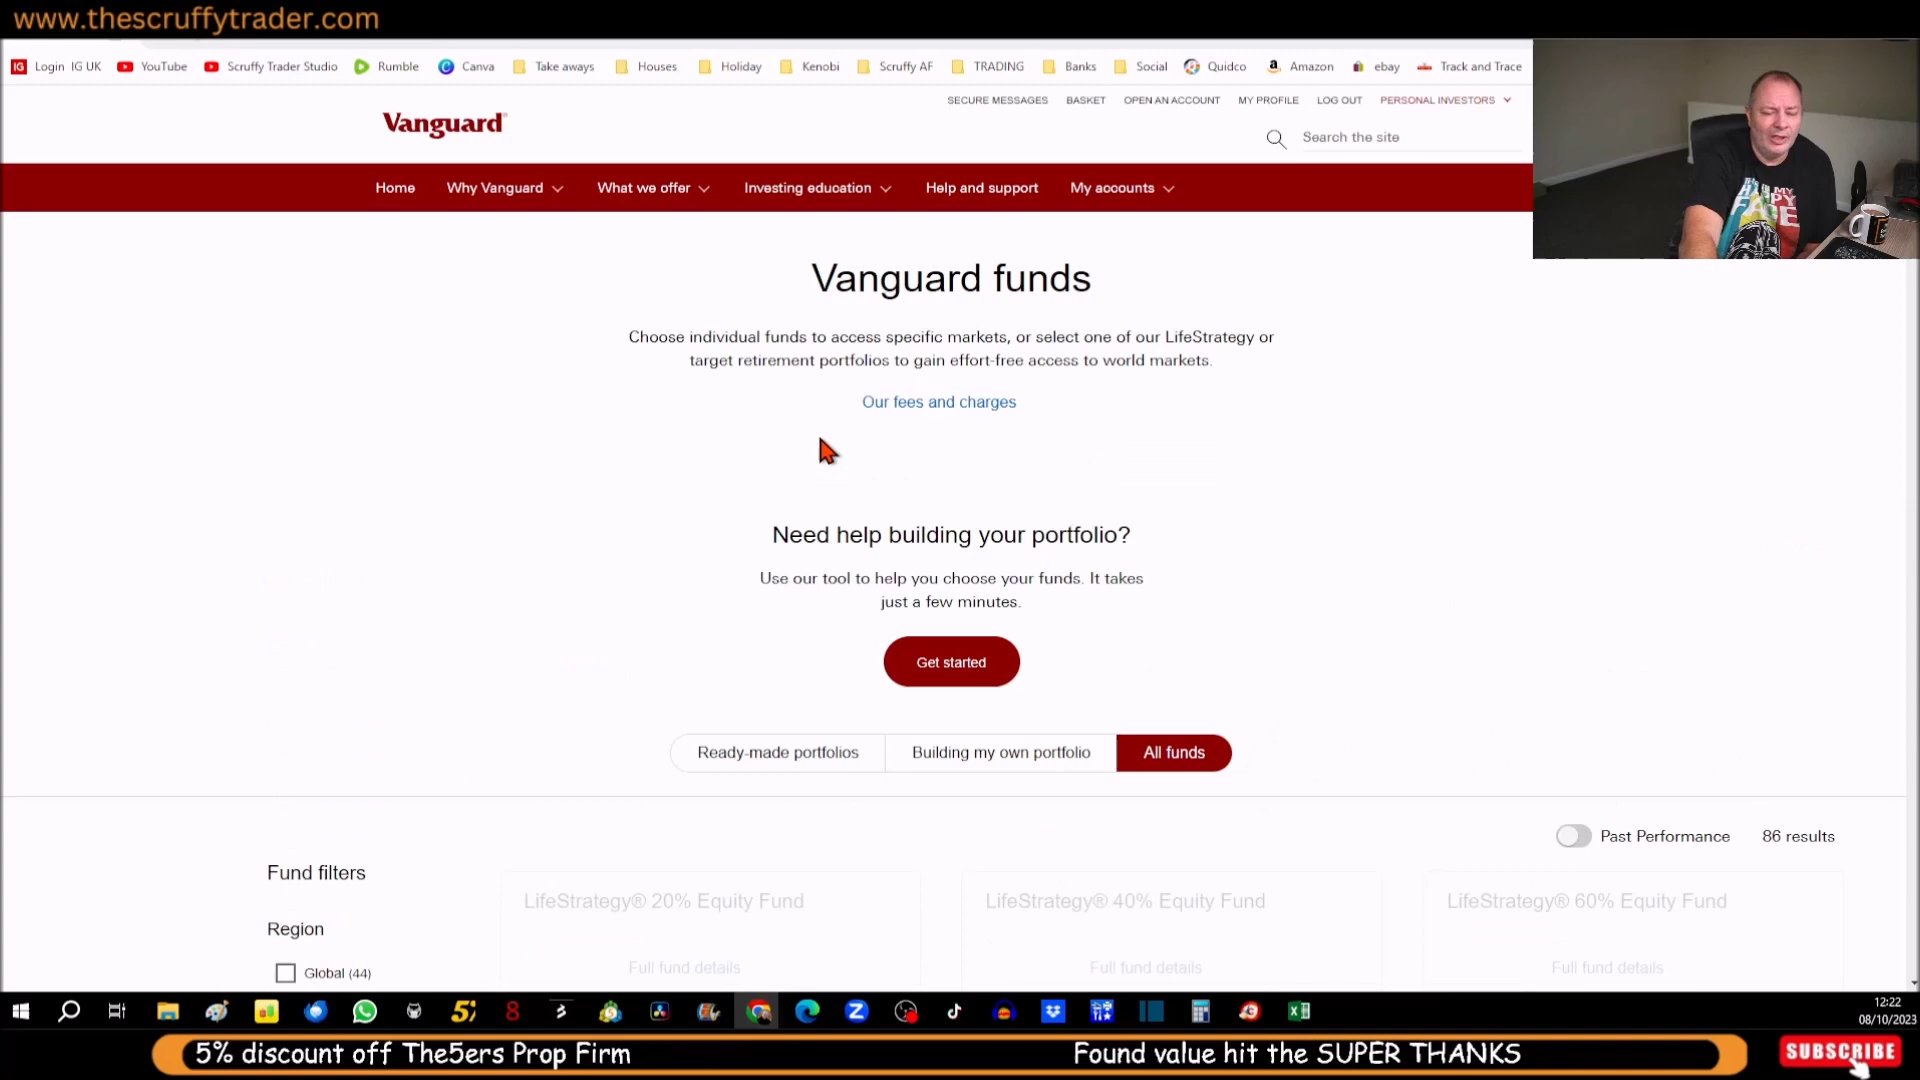 www.thescruffytrader.com
IG Login IG UK YouTube Scruffy Trader Studio Rumble Canva Take aways Houses Holiday Kenobi Scruffy AF TRADING Banks Social Quidco Amazon ebay Track and Trace
SECURE MESSAGES BASKET OPEN AN ACCOUNT MY PROFILE LOG OUT PERSONAL INVESTORS
Vanguard
Search the site
Home Why Vanguard What we offer Investing education Help and support My accounts
Vanguard funds
Choose individual funds to access specific markets, or select one of our LifeStrategy or
target retirement portfolios to gain effort-free access to world markets.
Our fees and charges
Need help building your portfolio?
Use our tool to help you choose your funds. It takes
just a few minutes.
Get started
Ready-made portfolios Building my own portfolio All funds
Past Performance 86 results
Fund filters
LifeStrategy® 20% Equity Fund LifeStrategy® 40% Equity Fund LifeStrategy® 60% Equity Fund
Region
Full fund details Full fund details Full fund details
Global (44)
12:22
08/10/2023
5% discount off The5ers Prop Firm Found value hit the SUPER THANKS
SUBSCRIBE